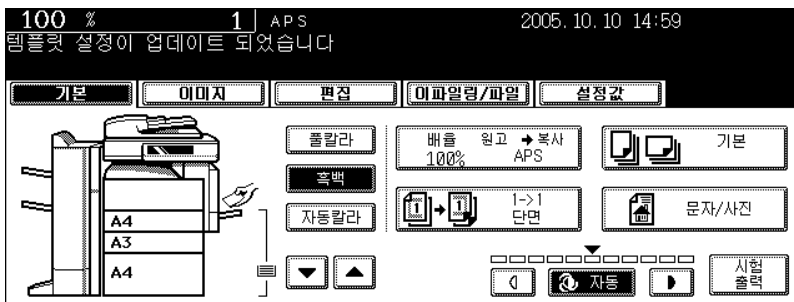 100 % 1 APS 2005.10.10 14:59
템플릿 설정이 업데이트 되었습니다
기본 이미지 편집 이파일링/파일 설정값
풀칼라
배율 원고 → 복사
100% APS
기본
흑백
자동칼라
1->1
단면
문자/사진
A4
A3
A4
자동
시험
출력